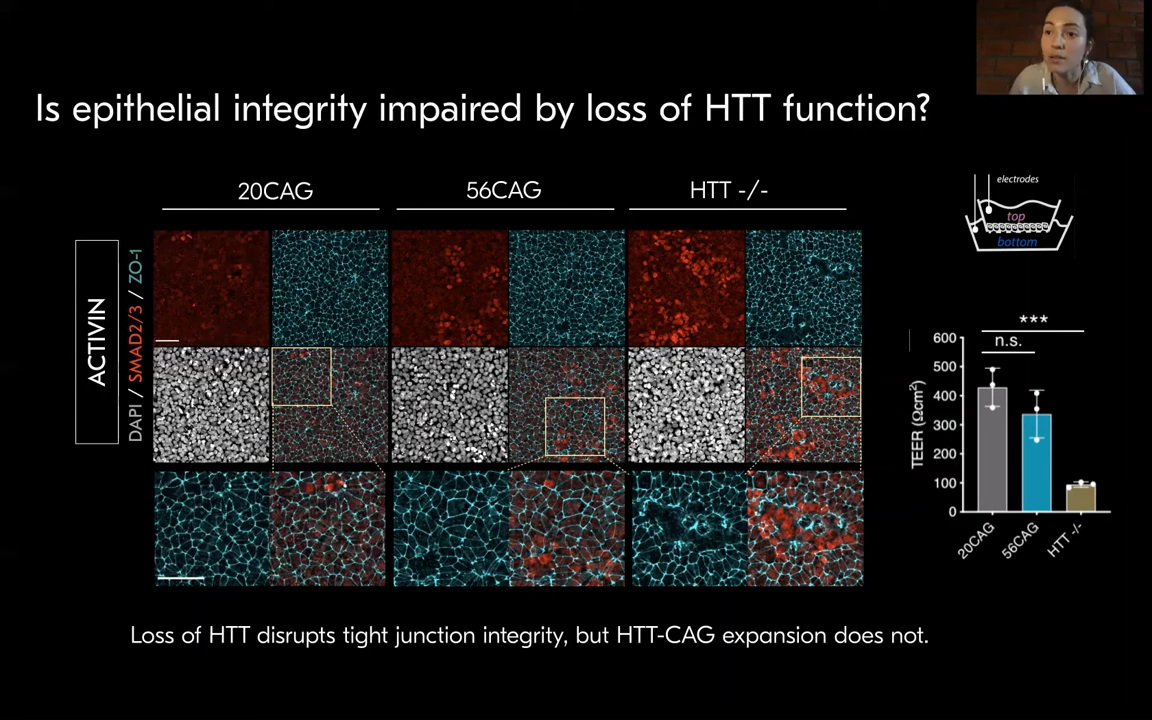 Is epithelial integrity impaired by loss of HTT function?
20CAG
56CAG
HTT -/-
electrodes
top
bottom
ACTIVIN
DAPI / SMAD2/3 / ZO-1
***
n.s.
TEER (Ωcm²)
600
500
400
300
200
100
0
20CAG
56CAG
HTT -/-
Loss of HTT disrupts tight junction integrity, but HTT-CAG expansion does not.